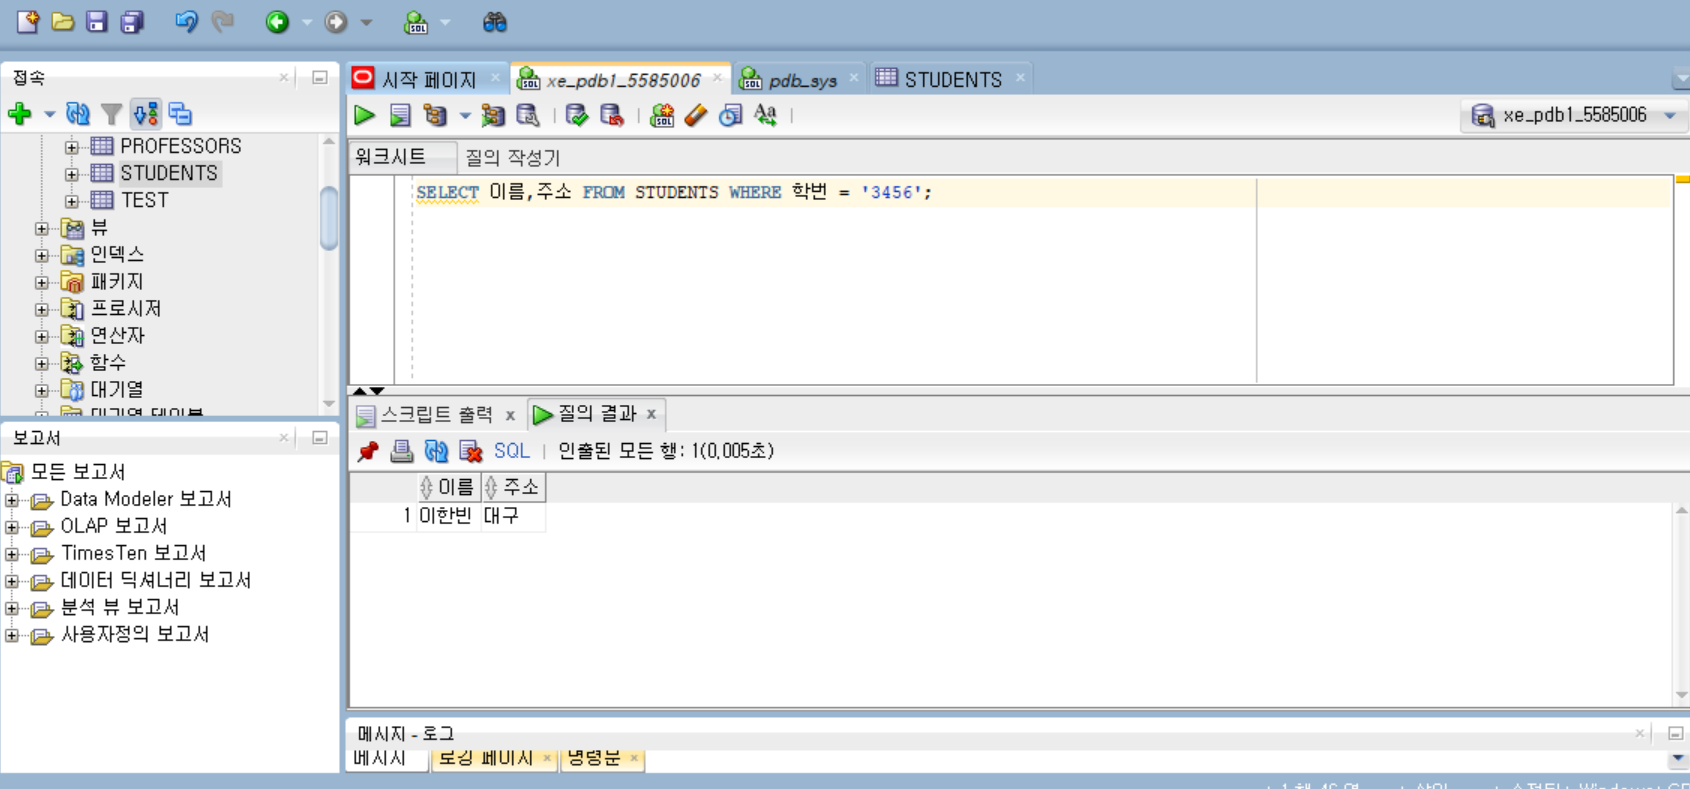 접속
시작 페이지
xe_pdb1_5585006
pdb_sys
STUDENTS
xe_pdb1_5585006
PROFESSORS
STUDENTS
TEST
뷰
인덱스
패키지
프로시저
연산자
함수
대기열
대기열 테이블
워크시트
질의 작성기
SELECT 이름,주소 FROM STUDENTS WHERE 학번 = '3456';
스크립트 출력
질의 결과
SQL
인출된 모든 행: 1(0,005초)
이름 주소
1 이한빈 대구
보고서
모든 보고서
Data Modeler 보고서
OLAP 보고서
TimesTen 보고서
데이터 딕셔너리 보고서
분석 뷰 보고서
사용자정의 보고서
메시지 - 로그
메시지
로깅 페이지
명령문